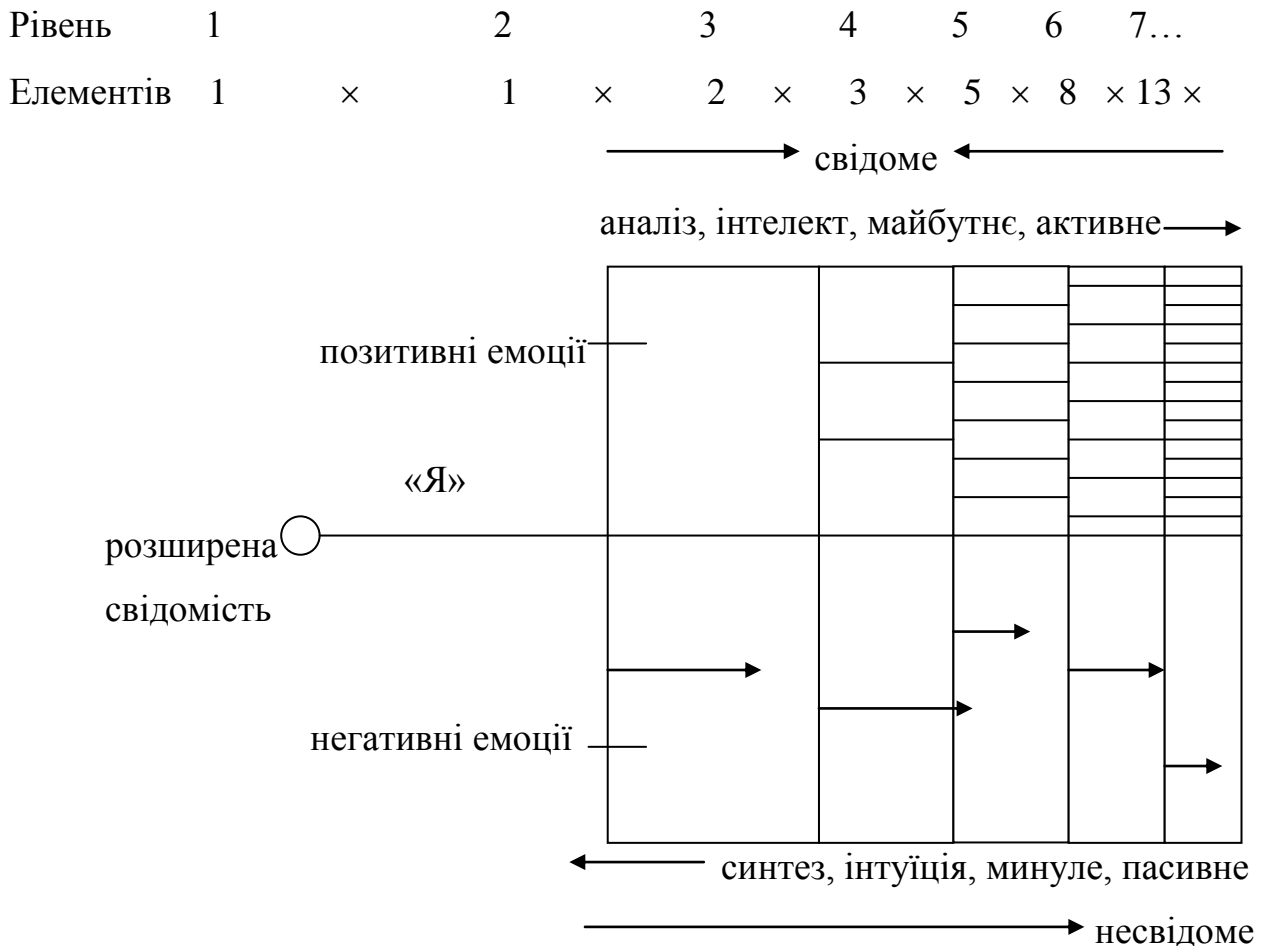 Рівень 1 2 3 4 5 6 7…
Елементів 1 × 1 × 2 × 3 × 5 × 8 × 13 ×
свідоме
аналіз, інтелект, майбутнє, активне
позитивні емоції
«Я»
розширена
свідомість
негативні емоції
синтез, інтуїція, минуле, пасивне
несвідоме